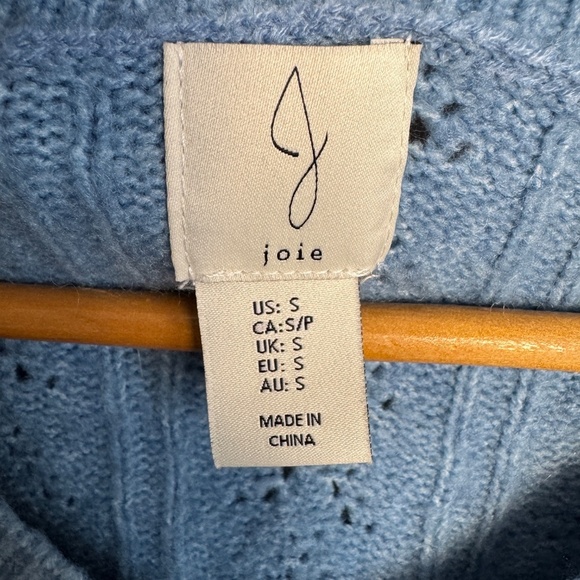 J
joie
US: S
CA:S/P
UK: S
EU: S
AU: S
MADE IN
CHINA